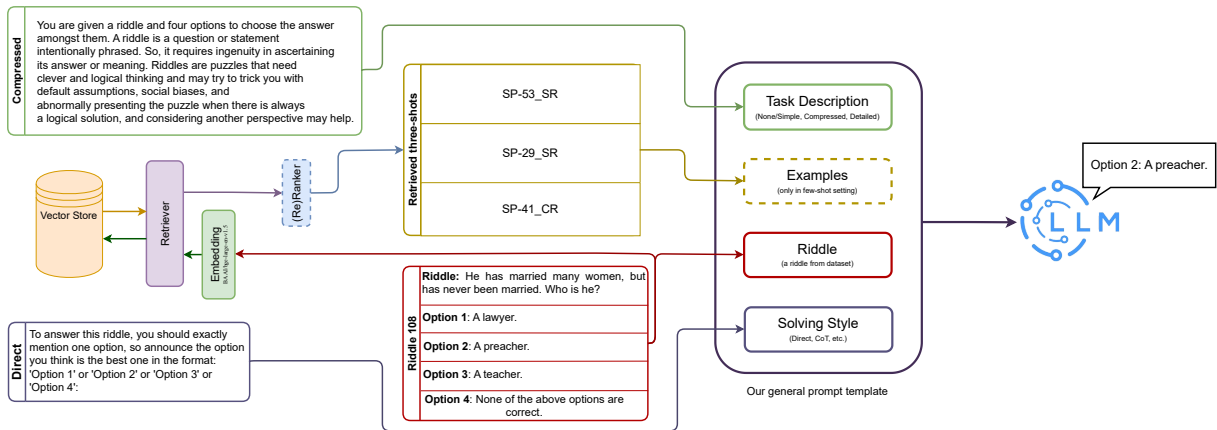 Compressed
You are given a riddle and four options to choose the answer
amongst them. A riddle is a question or statement
intentionally phrased. So, it requires ingenuity in ascertaining
its answer or meaning. Riddles are puzzles that need
clever and logical thinking and may try to trick you with
default assumptions, social biases, and
abnormally presenting the puzzle when there is always
a logical solution, and considering another perspective may help.
Vector Store
Retriever
Embedding
BAAI/bge-large-en-v1.5
(Re)Ranker
Retrieved three-shots
SP-53_SR
SP-29_SR
SP-41_CR
Direct
To answer this riddle, you should exactly
mention one option, so announce the option
you think is the best one in the format:
'Option 1' or 'Option 2' or 'Option 3' or
'Option 4':
Riddle 108
Riddle: He has married many women, but
has never been married. Who is he?
Option 1: A lawyer.
Option 2: A preacher.
Option 3: A teacher.
Option 4: None of the above options are
correct.
Task Description
(None/Simple, Compressed, Detailed)
Examples
(only in few-shot setting)
Riddle
(a riddle from dataset)
Solving Style
(Direct, CoT, etc.)
Our general prompt template
Option 2: A preacher.
LLM